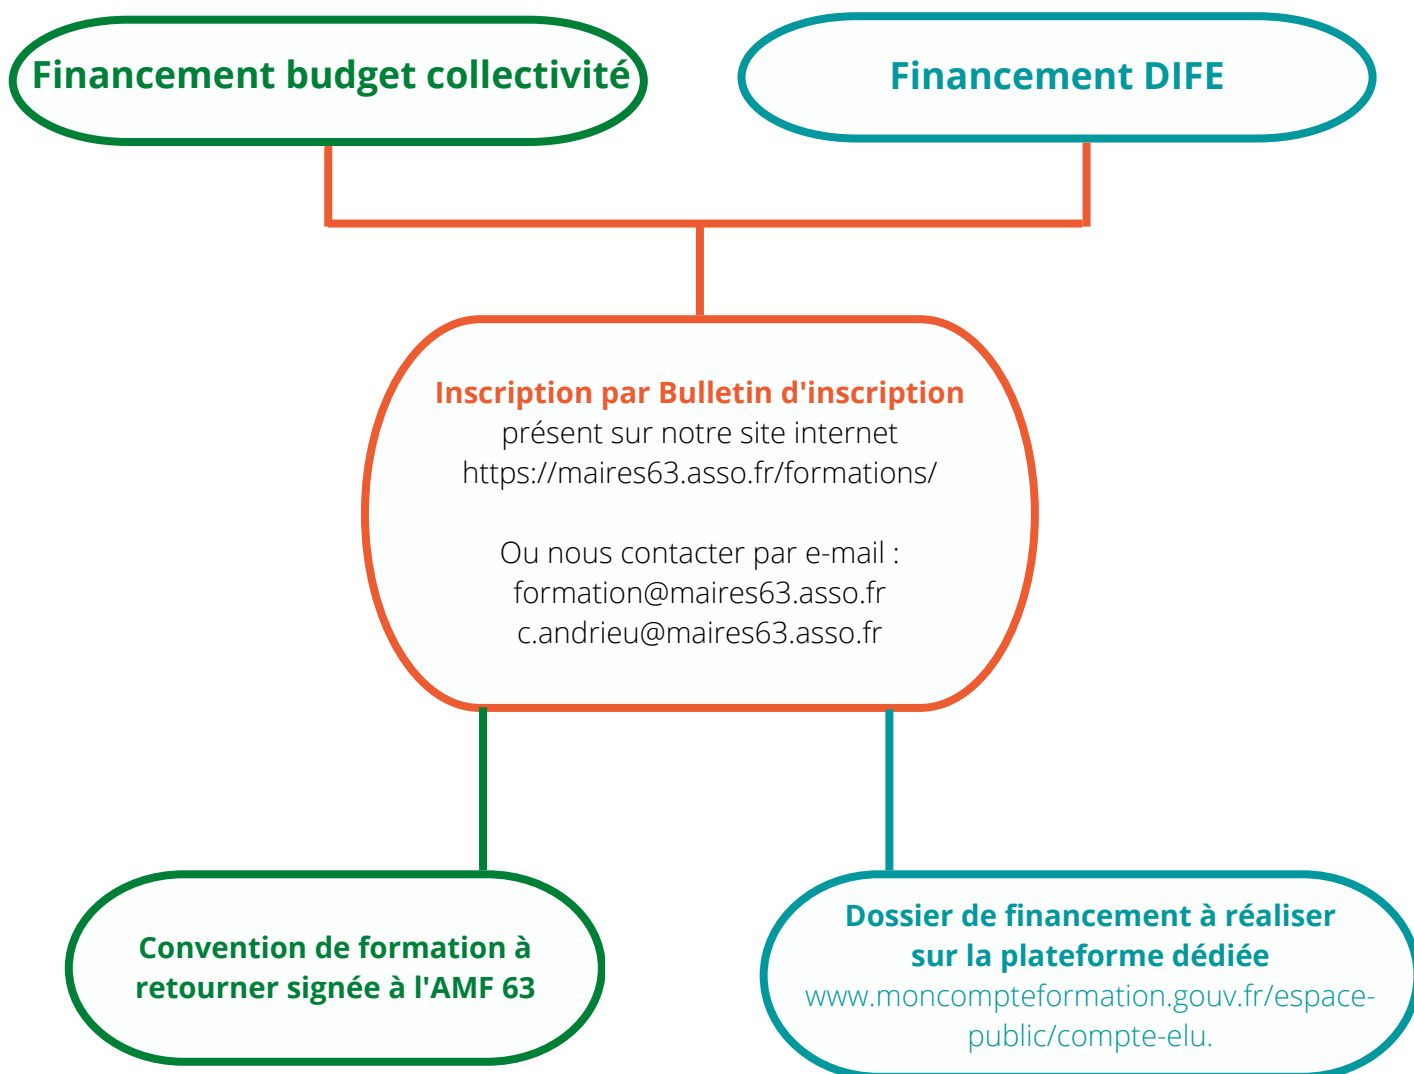 Financement budget collectivité
Financement DIFE
Inscription par Bulletin d'inscription
présent sur notre site internet
https://maires63.asso.fr/formations/
Ou nous contacter par e-mail :
formation@maires63.asso.fr
c.andrieu@maires63.asso.fr
Convention de formation à
retourner signée à l'AMF 63
Dossier de financement à réaliser
sur la plateforme dédiée
www.moncompteformation.gouv.fr/espace-
public/compte-elu.